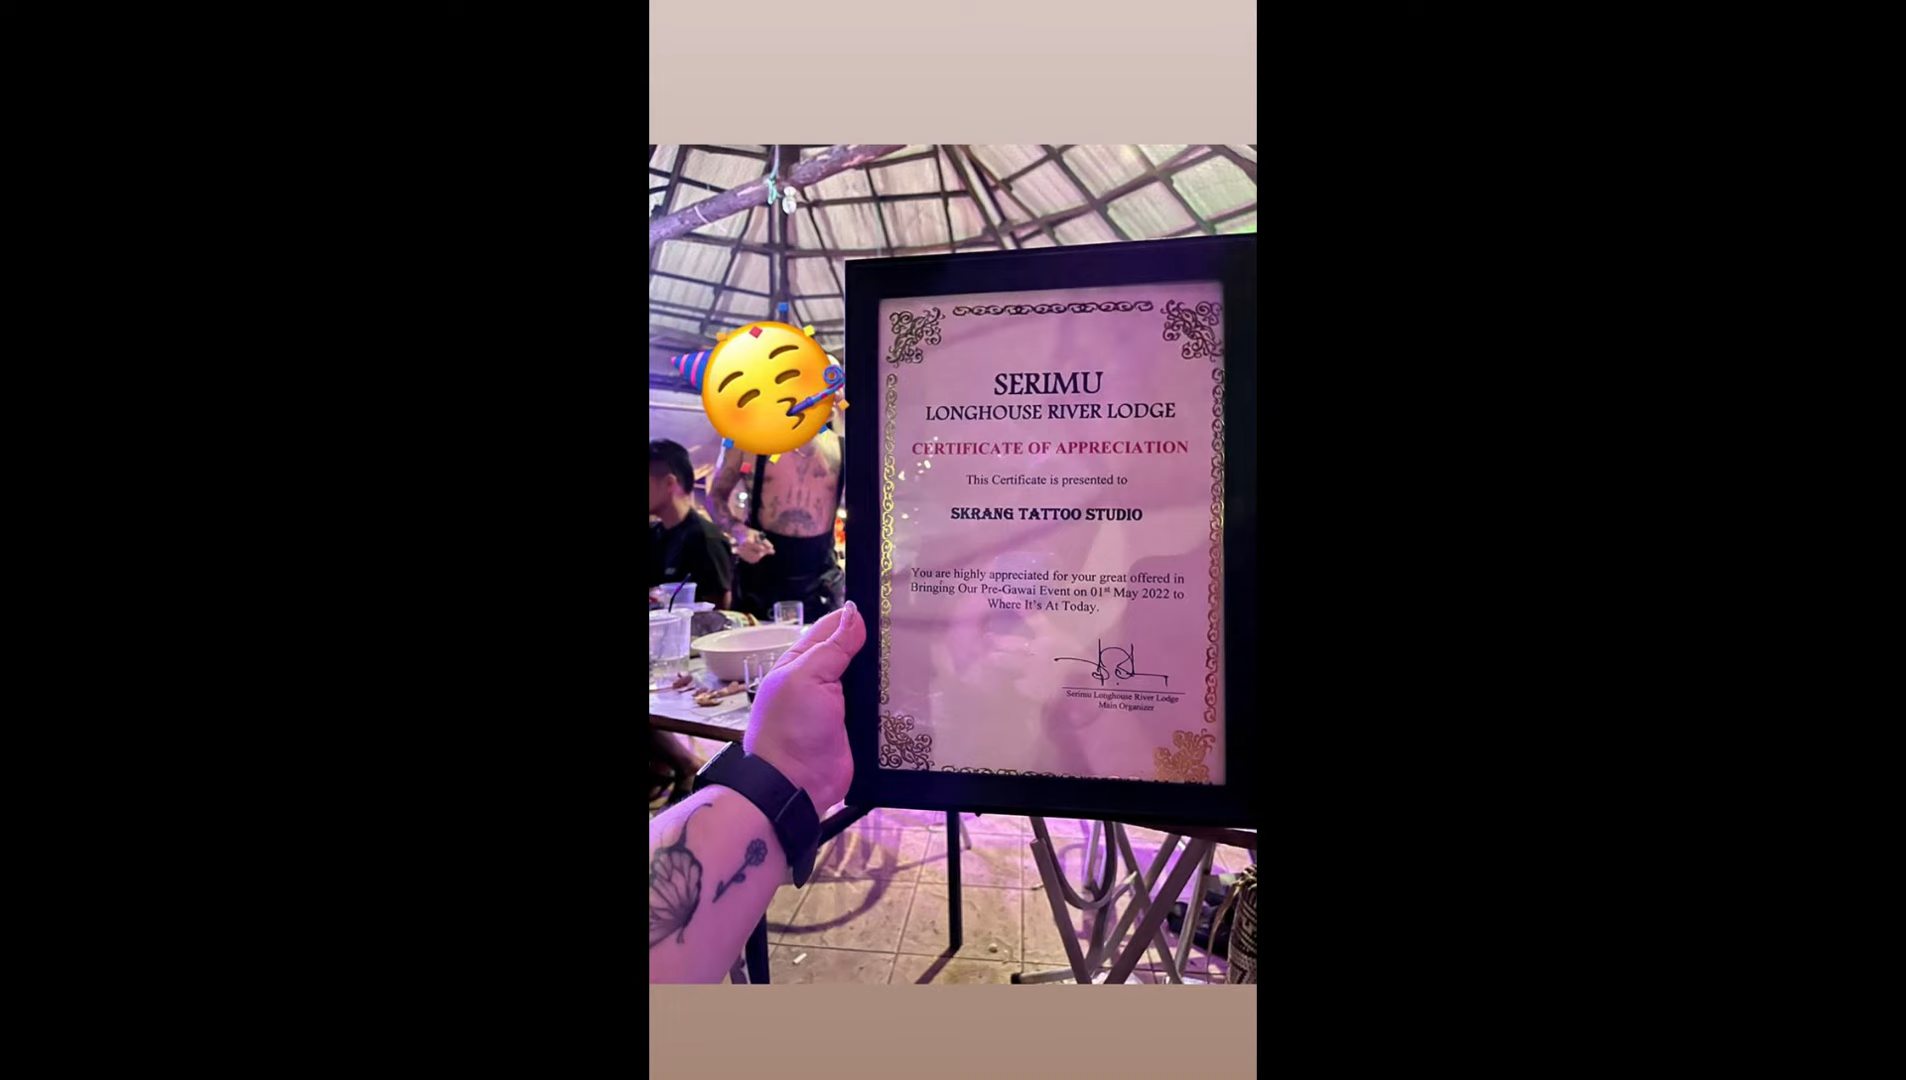 SERIMU
LONGHOUSE RIVER LODGE
CERTIFICATE OF APPRECIATION
This Certificate is presented to
SKRANG TATTOO STUDIO
You are highly appreciated for your great offered in
Bringing Our Pre-Gawai Event on 01st May 2022 to
Where It's At Today.
Serimu Longhouse River Lodge
Main Organizer